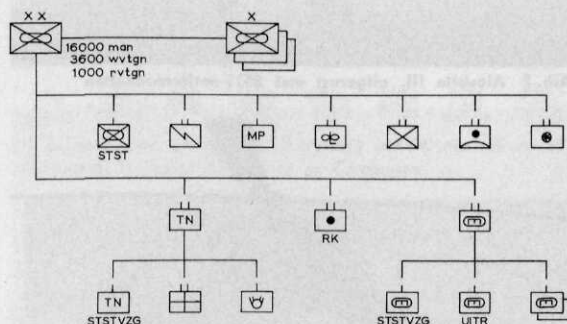 X X
X
16000 man
3600 wvtgn
1000 rvtgn
MP
STST
TN
RK
TN
STSTVZG
STSTVZG
UITR